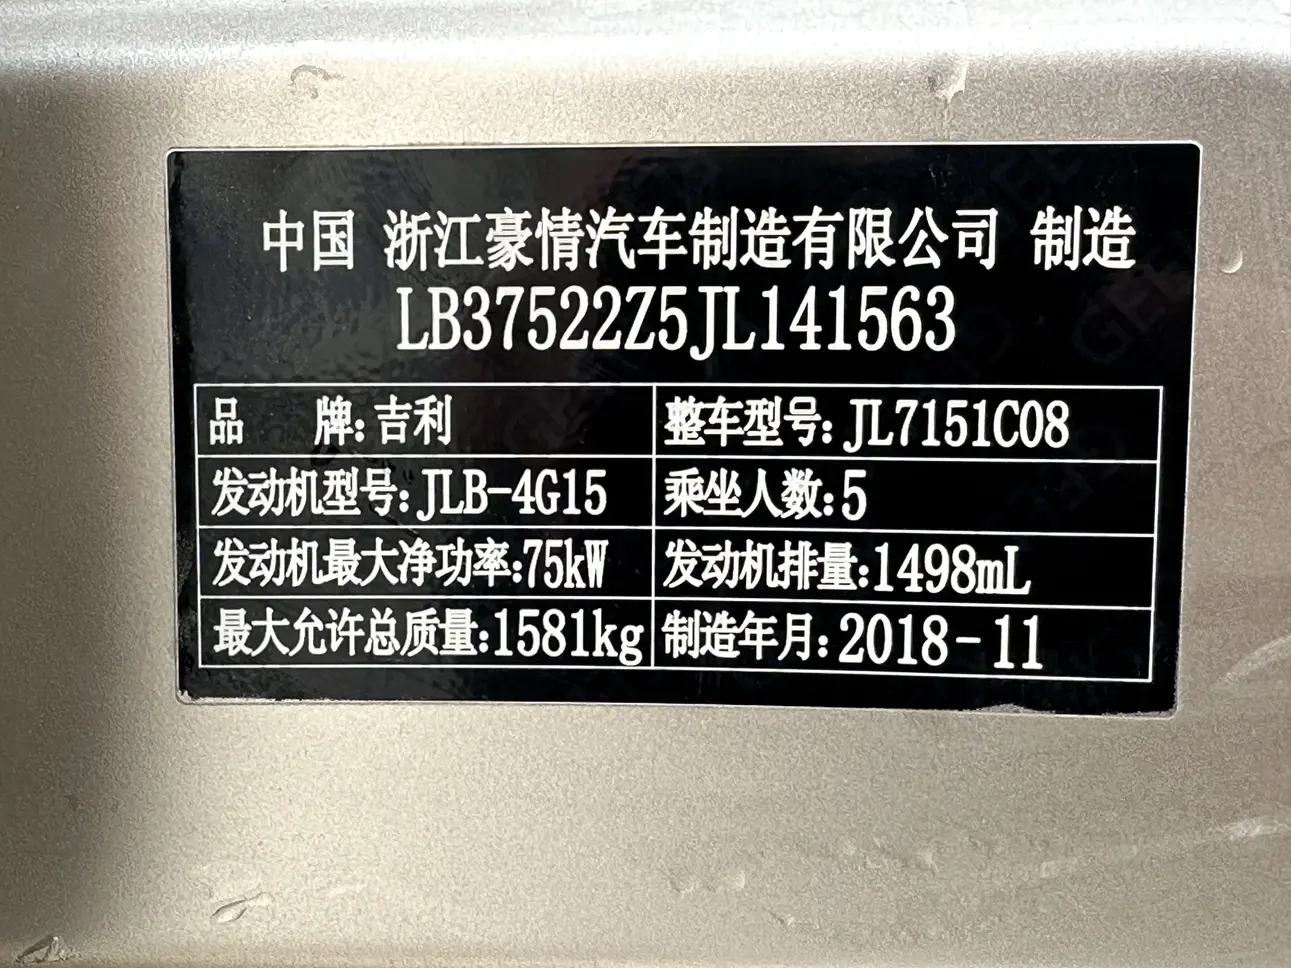 中国 浙江豪情汽车制造有限公司 制造
LB37522Z5JL141563
品 牌:吉利 整车型号:JL7151C08
发动机型号:JLB-4G15 乘坐人数:5
发动机最大净功率:75kW 发动机排量:1498mL
最大允许总质量:1581kg 制造年月:2018-11